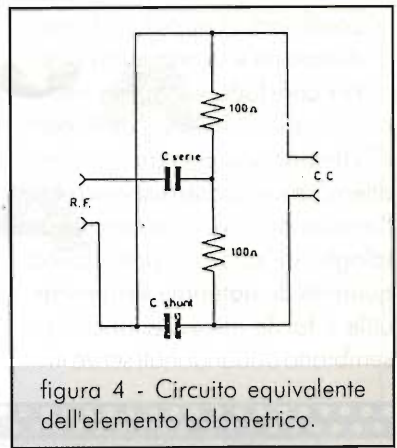 100Ω
C serie
R.F.
C.C
100Ω
C shunt
figura 4 - Circuito equivalente
dell'elemento bolometrico.